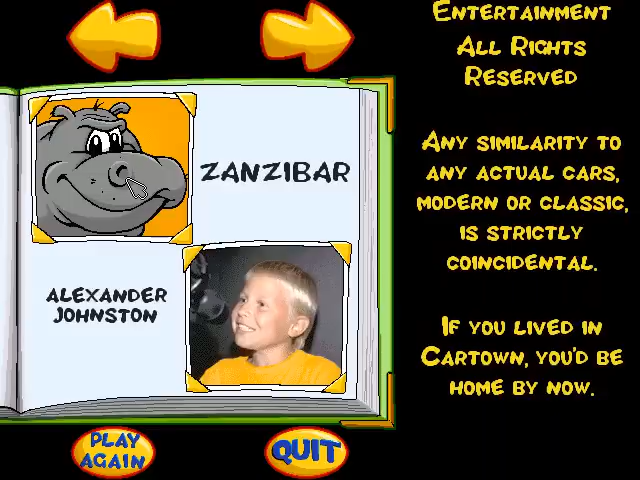 ZANZIBAR
ALEXANDER
JOHNSTON
PLAY
AGAIN
QUIT
ENTERTAINMENT
ALL RIGHTS
RESERVED
ANY SIMILARITY TO
ANY ACTUAL CARS,
MODERN OR CLASSIC,
IS STRICTLY
COINCIDENTAL.
IF YOU LIVED IN
CARTOWN, YOU'D BE
HOME BY NOW.